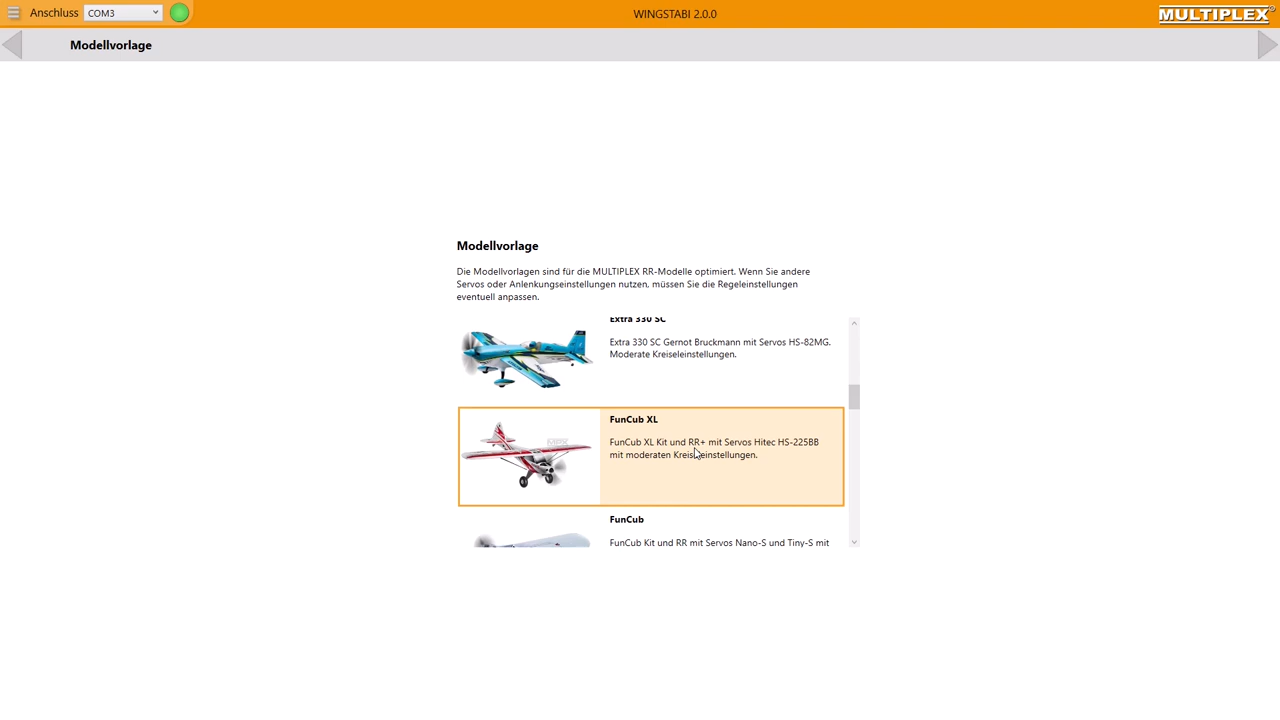 Anschluss COM3 WINGSTABI 2.0.0 MULTIPLEX®
Modellvorlage
Modellvorlage
Die Modellvorlagen sind für die MULTIPLEX RR-Modelle optimiert. Wenn Sie andere
Servos oder Anlenkungseinstellungen nutzen, müssen Sie die Regeleinstellungen
eventuell anpassen.
Extra 330 SC
Extra 330 SC Gernot Bruckmann mit Servos HS-82MG.
Moderate Kreiseleinstellungen.
FunCub XL
MPX
FunCub XL Kit und RR+ mit Servos Hitec HS-225BB
mit moderaten Kreiseleinstellungen.
FunCub
FunCub Kit und RR mit Servos Nano-S und Tiny-S mit